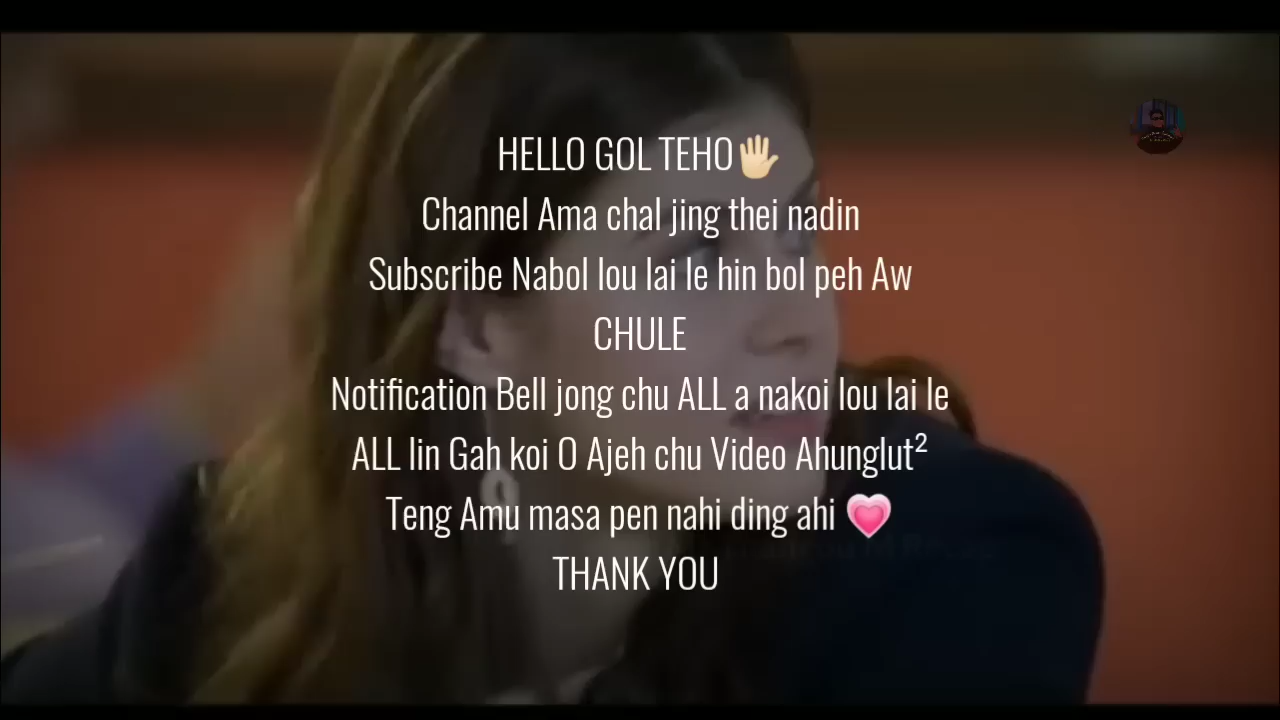 HELLO GOL TEHO🖐🏻
Channel Ama chal jing thei nadin
Subscribe Nabol lou lai le hin bol peh Aw
CHULE
Notification Bell jong chu ALL a nakoi lou lai le
ALL lin Gah koi O Ajeh chu Video Ahunglut²
Teng Amu masa pen nahi ding ahi 💗
THANK YOU